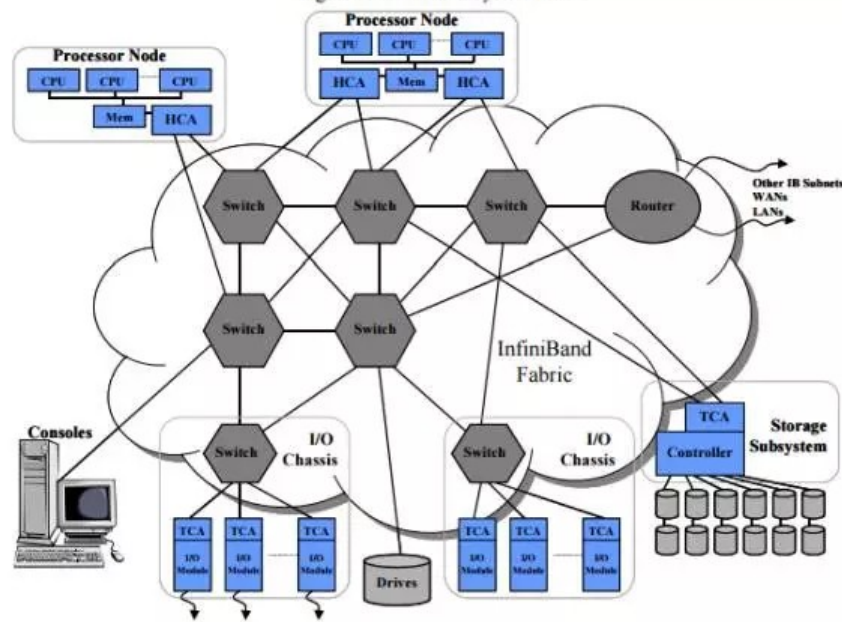 Processor Node
CPU CPU CPU
HCA Mem HCA
Processor Node
CPU CPU CPU
Mem HCA
Switch Switch Switch Router
Other IB Subnets
WANs
LANs
Switch Switch
InfiniBand
Fabric
Consoles
Switch
I/O
Chassis
Switch
I/O
Chassis
TCA
Controller
Storage
Subsystem
TCA TCA TCA
I/O
Module
I/O
Module
I/O
Module
Drives
TCA TCA TCA
I/O
Module
I/O
Module
I/O
Module